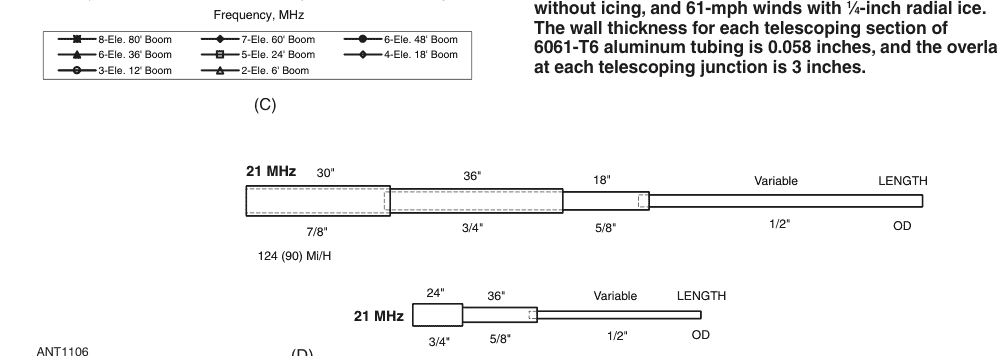 Frequency, MHz
8-Ele. 80' Boom 7-Ele. 60' Boom 6-Ele. 48' Boom
6-Ele. 36' Boom 5-Ele. 24' Boom 4-Ele. 18' Boom
3-Ele. 12' Boom 2-Ele. 6' Boom
(C)
without icing, and 61-mph winds with ¼-inch radial ice.
The wall thickness for each telescoping section of
6061-T6 aluminum tubing is 0.058 inches, and the overla
at each telescoping junction is 3 inches.
21 MHz 30" 36" 18" Variable LENGTH
7/8" 3/4" 5/8" 1/2" OD
124 (90) Mi/H
24" 36" Variable LENGTH
21 MHz
3/4" 5/8" 1/2" OD
ANT1106
(D)